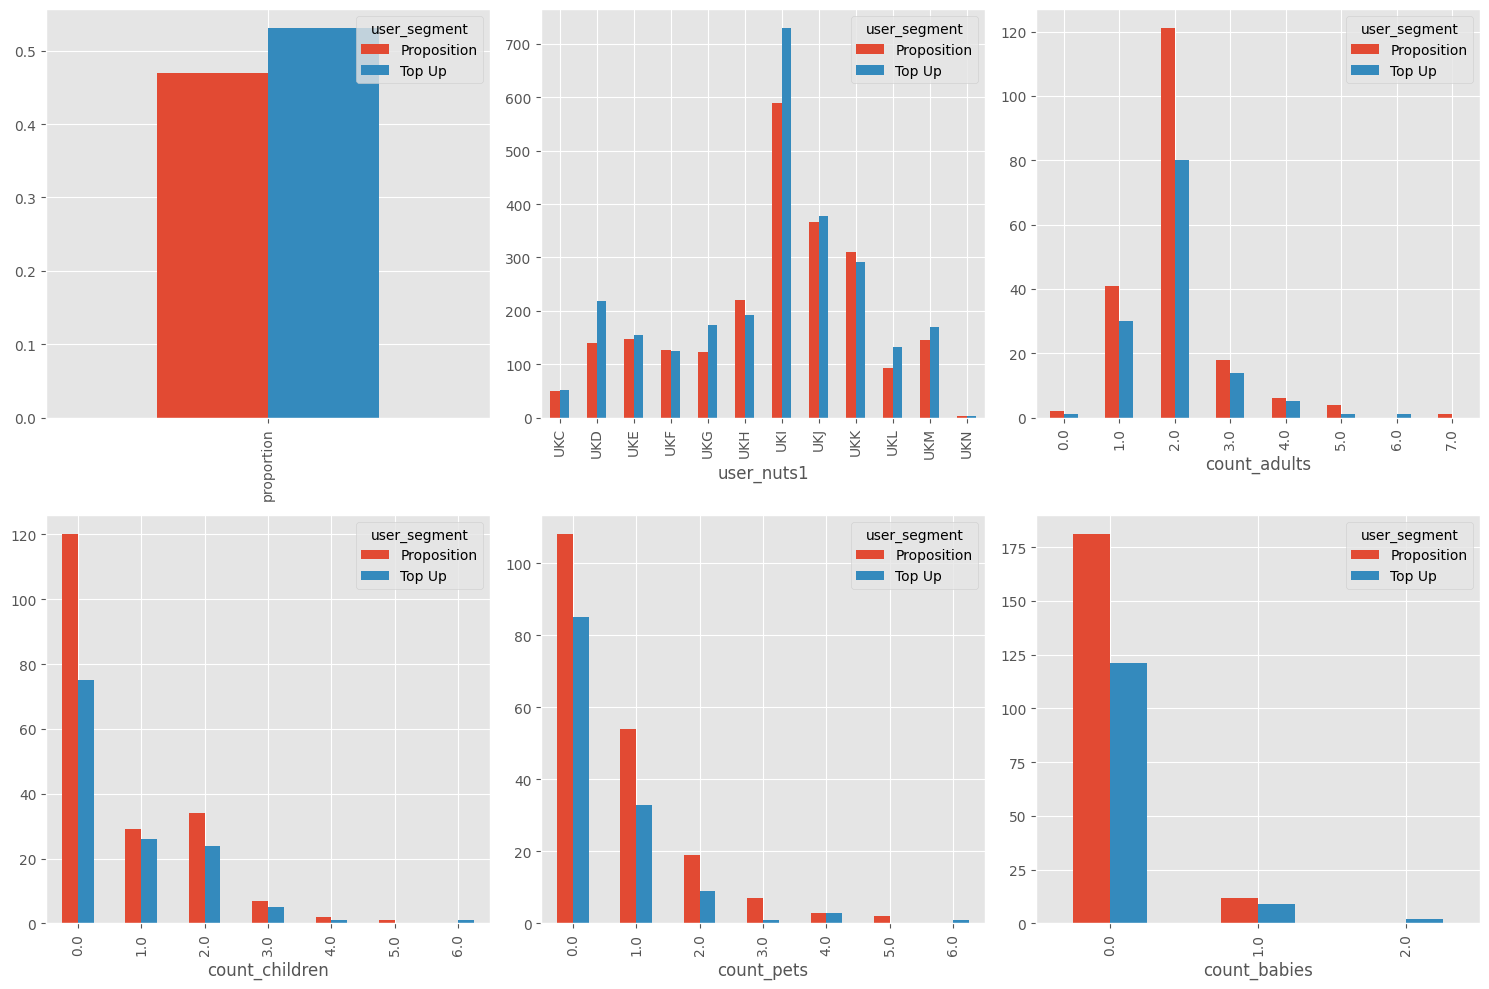 user_segment
Proposition
Top Up
0.5
0.4
0.3
0.2
0.1
0.0
proportion
user_segment
Proposition
Top Up
700
600
500
400
300
200
100
0
UKC UKD UKE UKF UKG UKH UKI UKJ UKK UKL UKM UKN
user_nuts1
user_segment
Proposition
Top Up
120
100
80
60
40
20
0
0.0 1.0 2.0 3.0 4.0 5.0 6.0 7.0
count_adults
user_segment
Proposition
Top Up
120
100
80
60
40
20
0
0.0 1.0 2.0 3.0 4.0 5.0 6.0
count_children
user_segment
Proposition
Top Up
100
80
60
40
20
0
0.0 1.0 2.0 3.0 4.0 5.0 6.0
count_pets
user_segment
Proposition
Top Up
175
150
125
100
75
50
25
0
0.0 1.0 2.0
count_babies